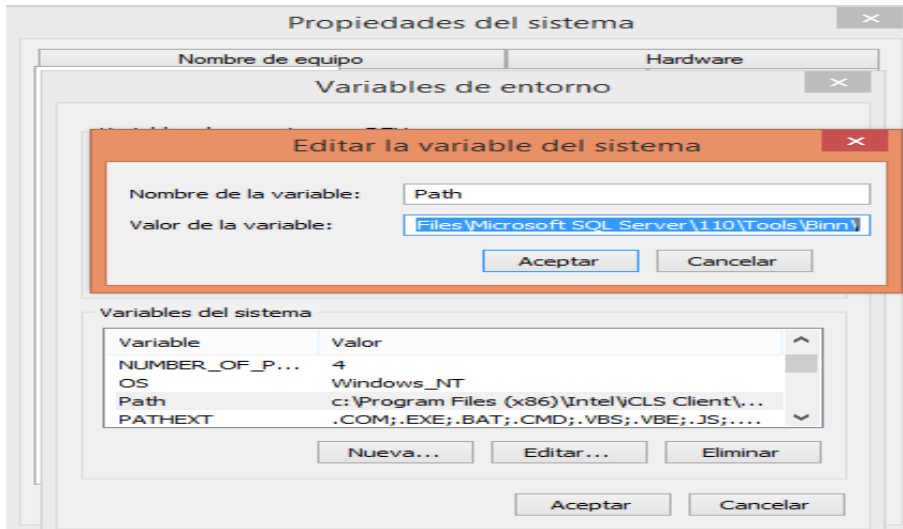 Propiedades del sistema
Nombre de equipo
Hardware
Variables de entorno
Editar la variable del sistema
Nombre de la variable:
Path
Valor de la variable:
Files\Microsoft SQL Server\110\Tools\Binn\
Aceptar
Cancelar
Variables del sistema
Variable
Valor
NUMBER_OF_P...
4
OS
Windows_NT
Path
c:\Program Files (x86)\Intel\iCLS Client\...
PATHEXT
.COM;.EXE;.BAT;.CMD;.VBS;.VBE;.JS;....
Nueva...
Editar...
Eliminar
Aceptar
Cancelar